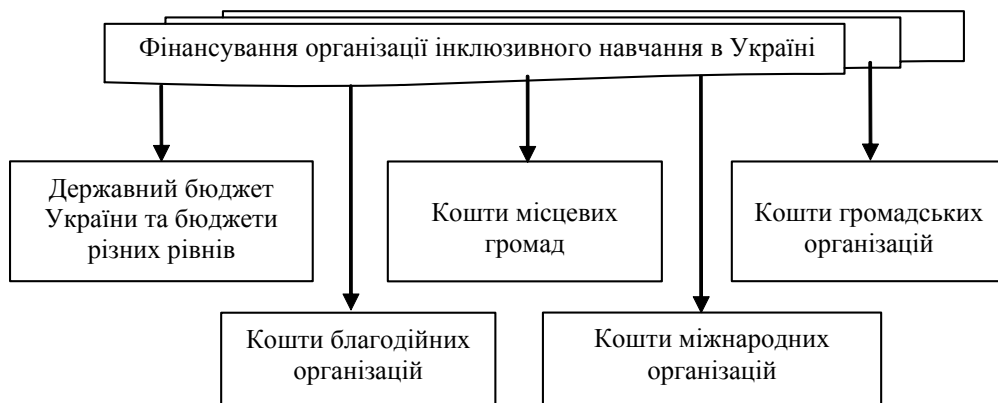 Фінансування організації інклюзивного навчання в Україні
Державний бюджет
України та бюджети
різних рівнів
Кошти місцевих
громад
Кошти громадських
організацій
Кошти благодійних
організацій
Кошти міжнародних
організацій